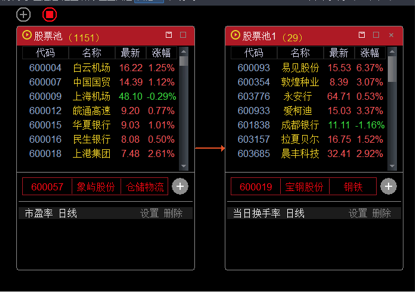 股票池 (1151)
代码 名称 最新 涨幅
600004 白云机场 16.22 1.25%
600007 中国国贸 14.39 1.12%
600009 上海机场 48.10 -0.29%
600012 皖通高速 9.20 0.77%
600015 华夏银行 9.03 1.01%
600016 民生银行 8.08 0.50%
600018 上港集团 7.48 2.61%
600057 象屿股份 仓储物流
市盈率 日线 设置 删除
股票池1 (29)
代码 名称 最新 涨幅
600093 易见股份 15.53 6.37%
600354 敦煌种业 8.39 3.07%
603776 永安行 64.71 0.53%
600933 爱柯迪 15.03 3.37%
601838 成都银行 11.11 -1.16%
603157 拉夏贝尔 16.75 1.52%
603685 晨丰科技 32.41 2.92%
600019 宝钢股份 钢铁
当日换手率 日线 设置 删除